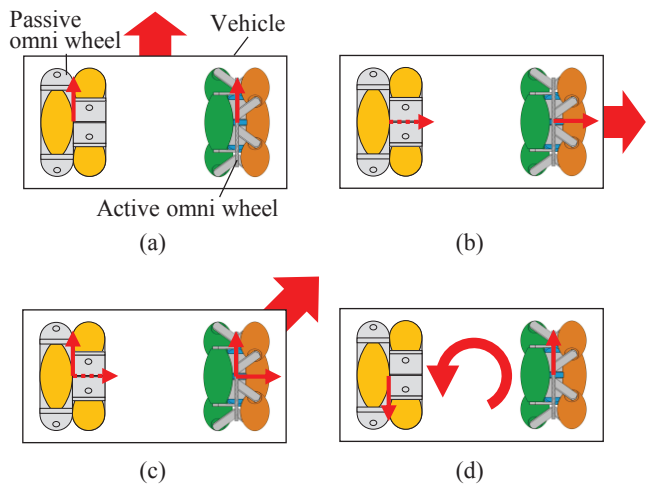 Passive
omni wheel
Vehicle
Active omni wheel
(a)
(b)
(c)
(d)